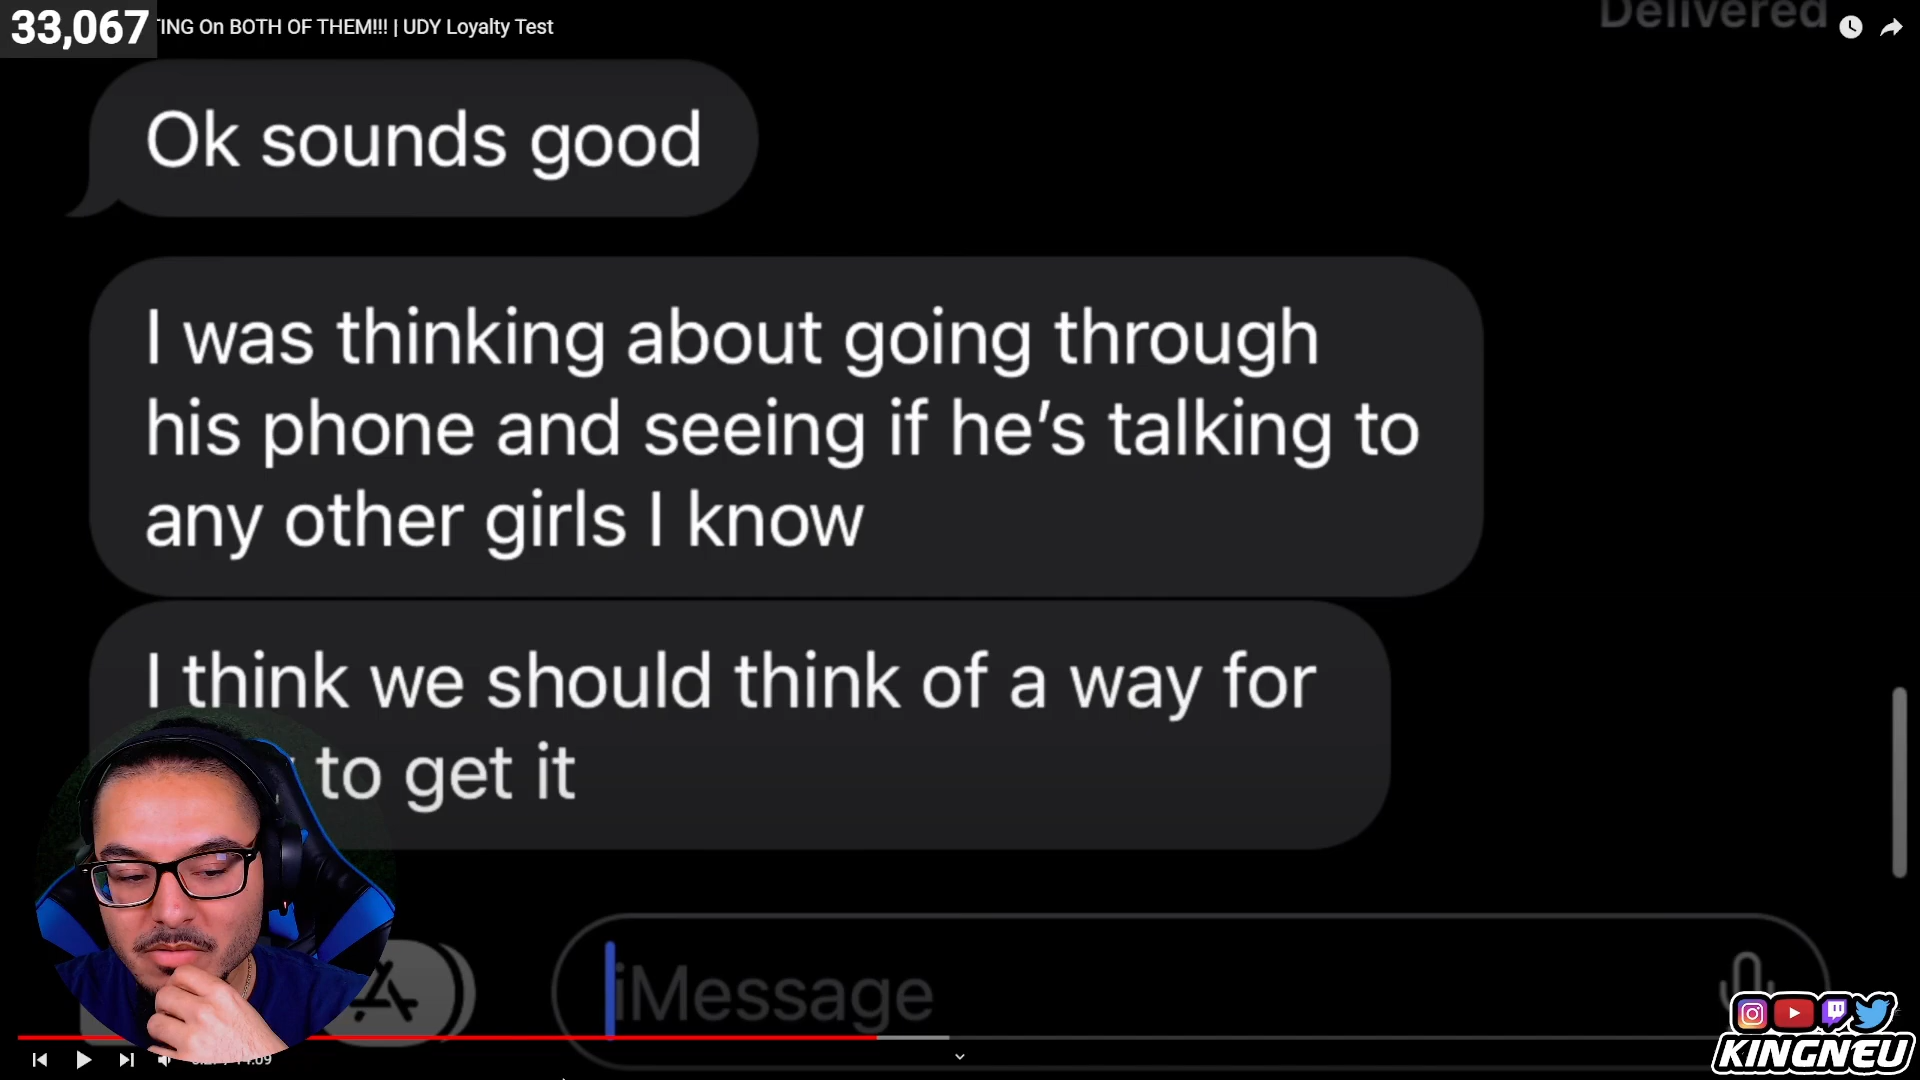 33,067
TING On BOTH OF THEM!!! | UDY Loyalty Test
Delivered
Ok sounds good
I was thinking about going through
his phone and seeing if he's talking to
any other girls I know
I think we should think of a way for
to get it
iMessage
KINGNEU